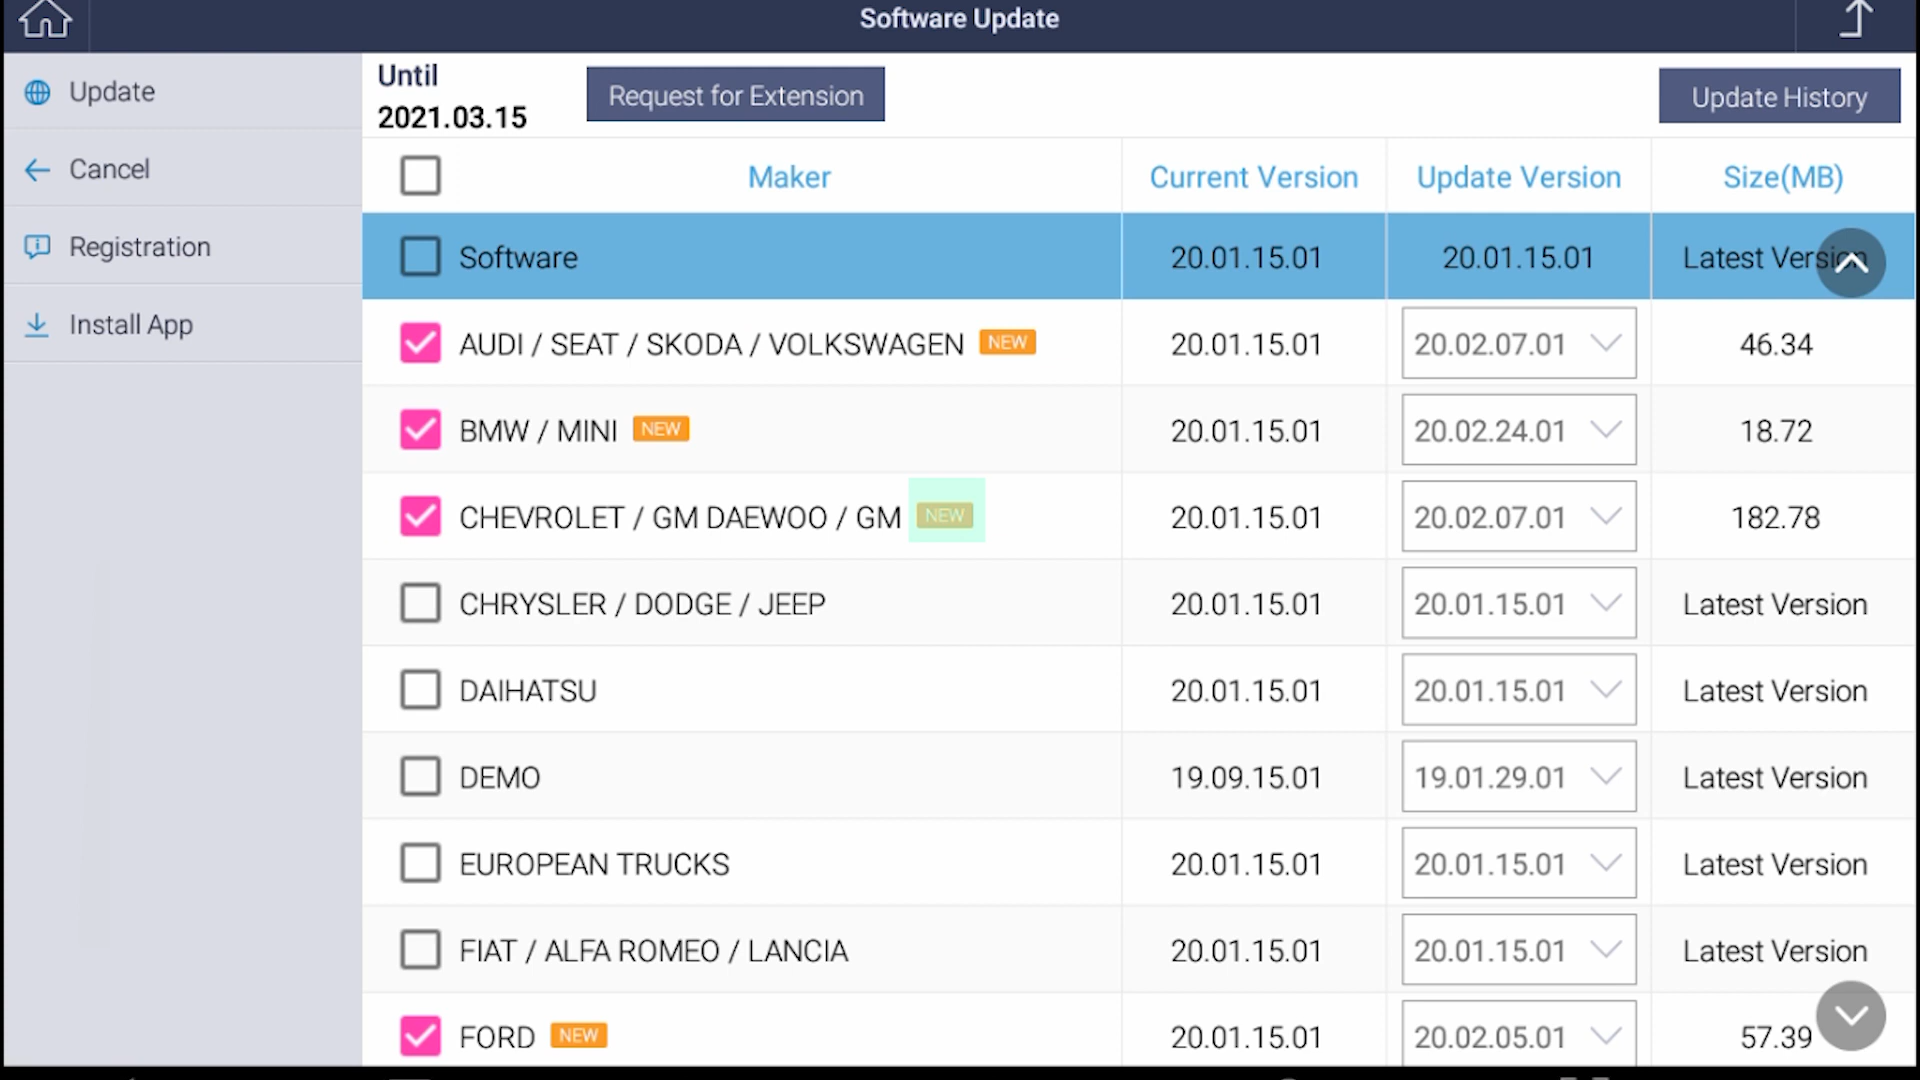 Software Update
Update
Cancel
Registration
Install App
Until
2021.03.15
Request for Extension
Update History
Maker Current Version Update Version Size(MB)
Software 20.01.15.01 20.01.15.01 Latest Version
AUDI / SEAT / SKODA / VOLKSWAGEN NEW 20.01.15.01 20.02.07.01 46.34
BMW / MINI NEW 20.01.15.01 20.02.24.01 18.72
CHEVROLET / GM DAEWOO / GM NEW 20.01.15.01 20.02.07.01 182.78
CHRYSLER / DODGE / JEEP 20.01.15.01 20.01.15.01 Latest Version
DAIHATSU 20.01.15.01 20.01.15.01 Latest Version
DEMO 19.09.15.01 19.01.29.01 Latest Version
EUROPEAN TRUCKS 20.01.15.01 20.01.15.01 Latest Version
FIAT / ALFA ROMEO / LANCIA 20.01.15.01 20.01.15.01 Latest Version
FORD NEW 20.01.15.01 20.02.05.01 57.39